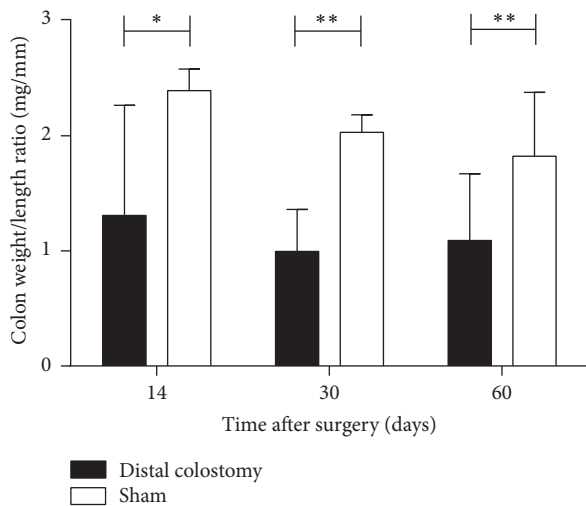 * ** **
3
2
1
0
Colon weight/length ratio (mg/mm)
14 30 60
Time after surgery (days)
Distal colostomy
Sham